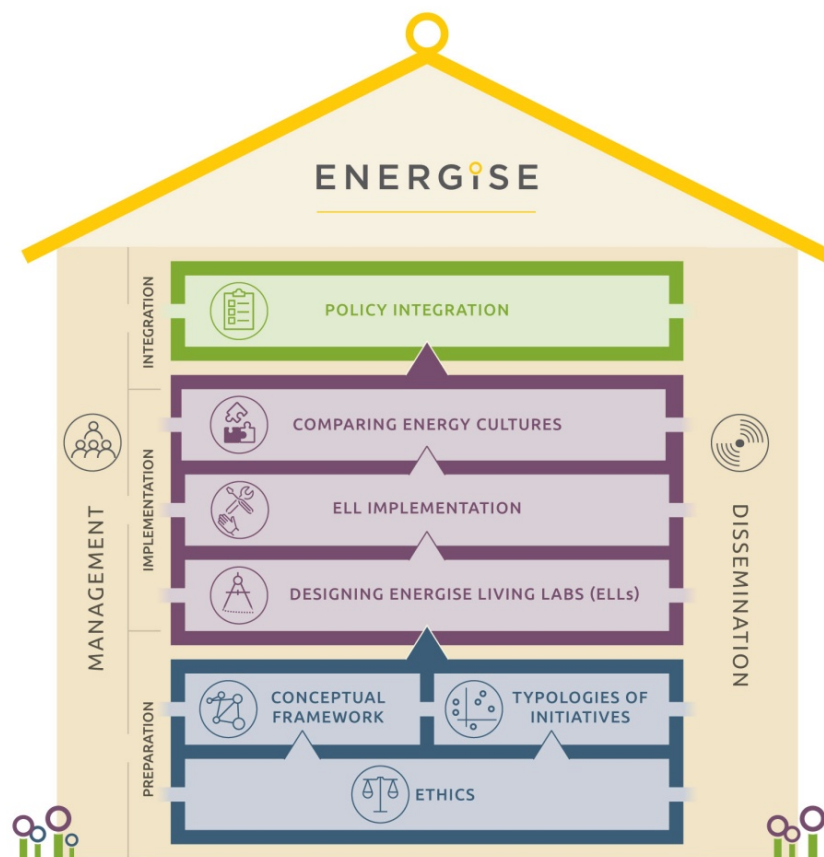 ENERGISE
INTEGRATION
POLICY INTEGRATION
IMPLEMENTATION
COMPARING ENERGY CULTURES
ELL IMPLEMENTATION
DESIGNING ENERGISE LIVING LABS (ELLs)
MANAGEMENT
DISSEMINATION
PREPARATION
CONCEPTUAL
FRAMEWORK
TYPOLOGIES OF
INITIATIVES
ETHICS